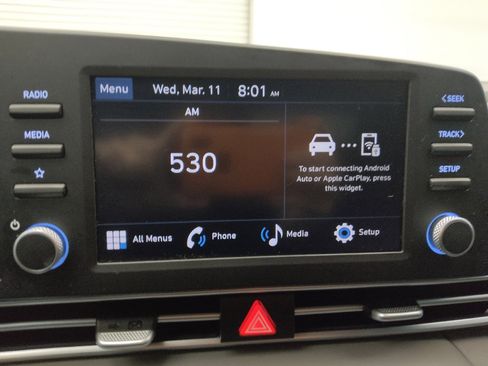 Menu Wed, Mar. 11 8:01 AM
RADIO
MEDIA
AM
530
To start connecting Android
Auto or Apple CarPlay, press
this widget.
<SEEK
TRACK>
SETUP
All Menus
Phone
Media
Setup